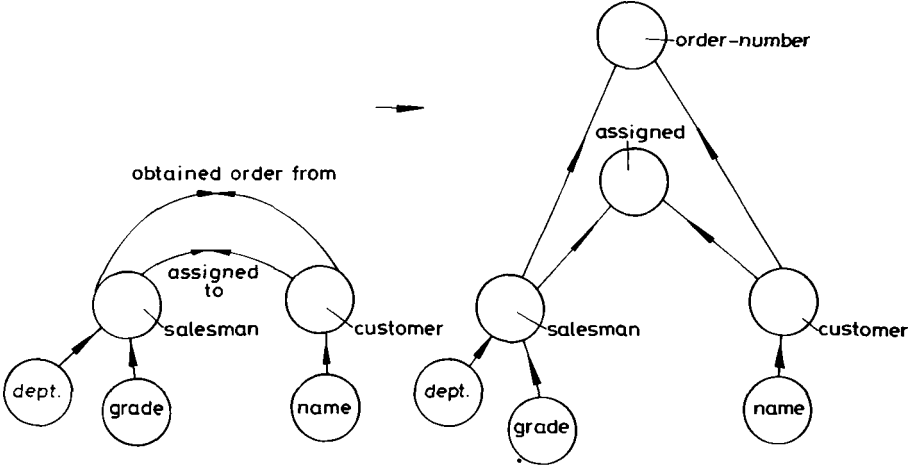 order-number
assigned
obtained order from
assigned
to
salesman
customer
salesman
customer
dept.
grade
name
dept.
grade
name